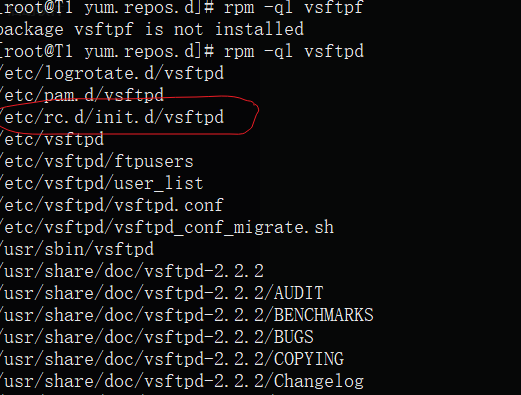 [root@T1 yum.repos.d]# rpm -ql vsftpf
package vsftpf is not installed
[root@T1 yum.repos.d]# rpm -ql vsftpd
/etc/logrotate.d/vsftpd
/etc/pam.d/vsftpd
/etc/rc.d/init.d/vsftpd
/etc/vsftpd
/etc/vsftpd/ftpusers
/etc/vsftpd/user_list
/etc/vsftpd/vsftpd.conf
/etc/vsftpd/vsftpd_conf_migrate.sh
/usr/sbin/vsftpd
/usr/share/doc/vsftpd-2.2.2
/usr/share/doc/vsftpd-2.2.2/AUDIT
/usr/share/doc/vsftpd-2.2.2/BENCHMARKS
/usr/share/doc/vsftpd-2.2.2/BUGS
/usr/share/doc/vsftpd-2.2.2/COPYING
/usr/share/doc/vsftpd-2.2.2/Changelog